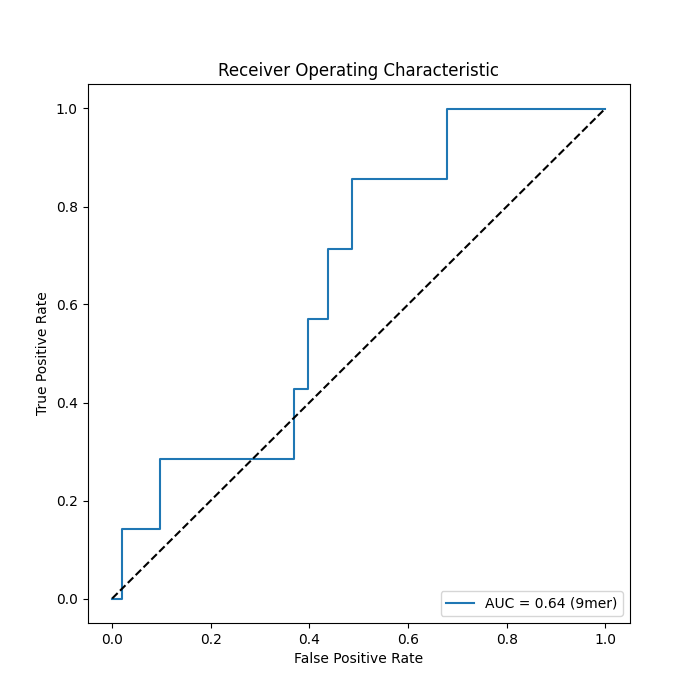 Receiver Operating Characteristic
1.0
0.8
0.6
0.4
0.2
0.0
True Positive Rate
AUC = 0.64 (9mer)
0.0 0.2 0.4 0.6 0.8 1.0
False Positive Rate